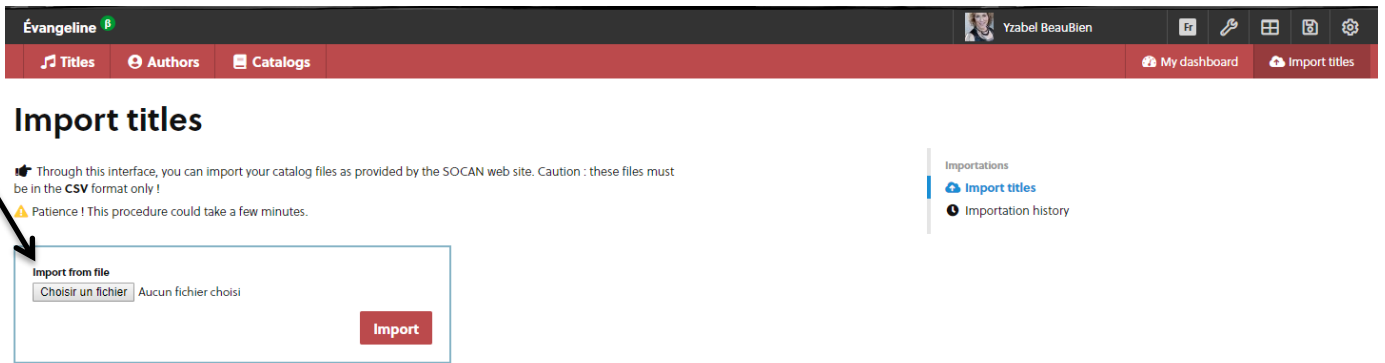 Évangeline β
Yzabel BeauBien
Fr
Titles Authors Catalogs
My dashboard Import titles
Import titles
Through this interface, you can import your catalog files as provided by the SOCAN web site. Caution : these files must
be in the CSV format only !
Patience ! This procedure could take a few minutes.
Importations
Import titles
Importation history
Import from file
Choisir un fichier Aucun fichier choisi
Import